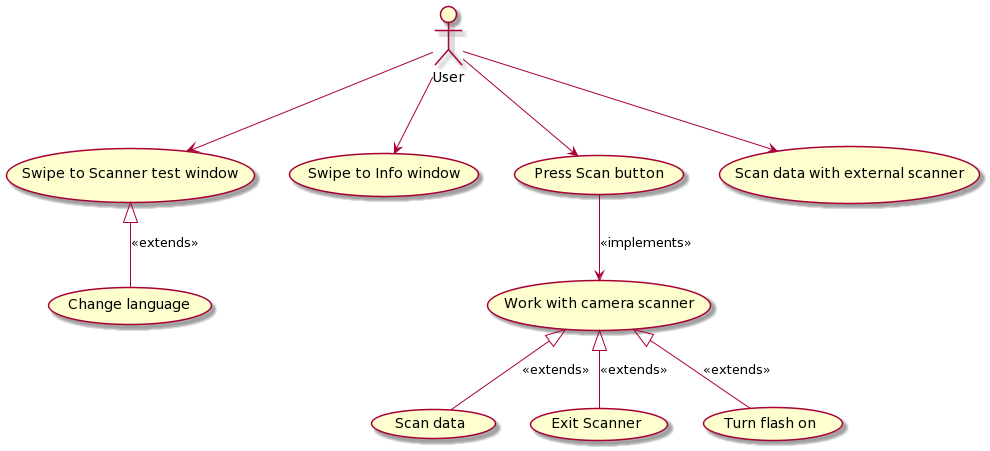 User
Swipe to Scanner test window
Swipe to Info window
Press Scan button
Scan data with external scanner
«extends»
«implements»
Change language
Work with camera scanner
«extends»
«extends»
«extends»
Scan data
Exit Scanner
Turn flash on